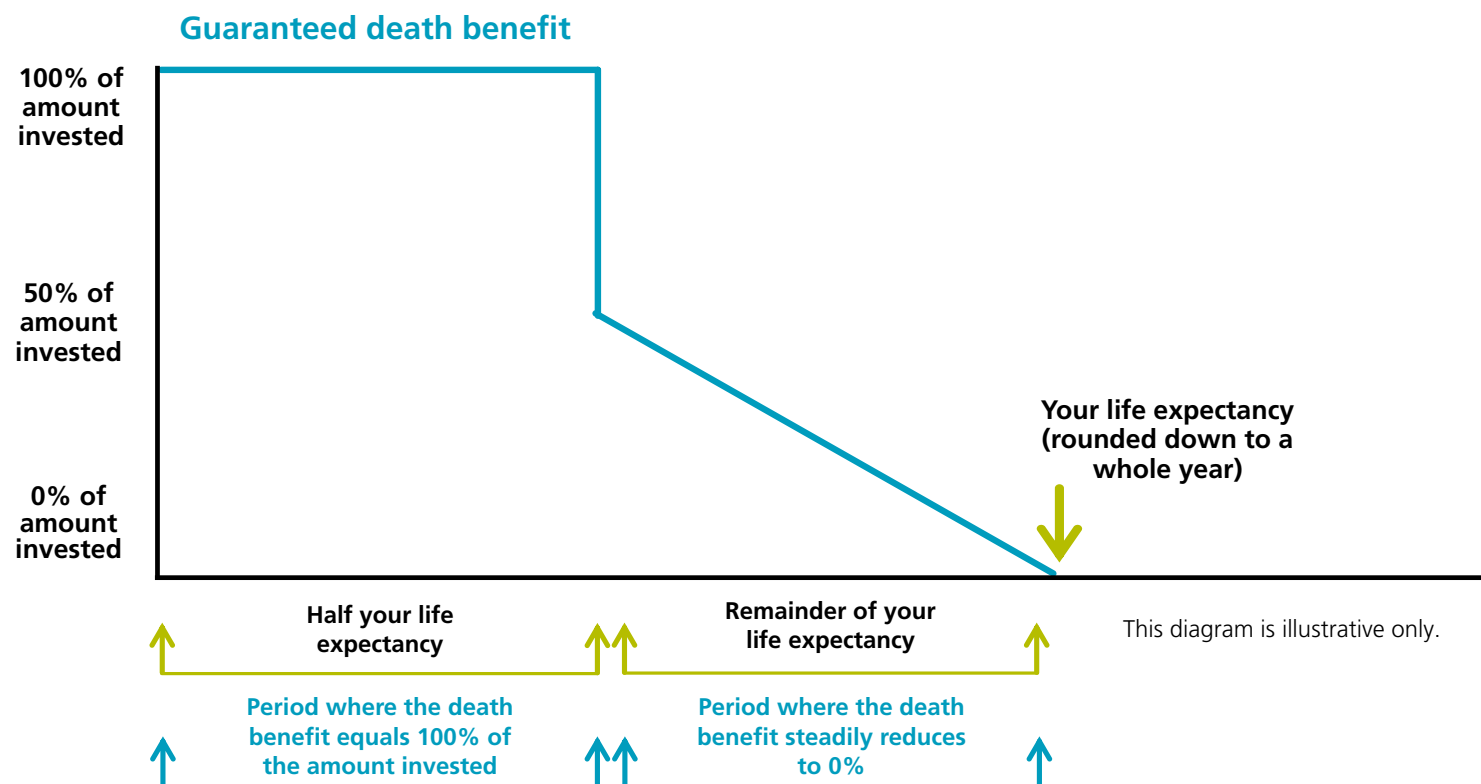 Guaranteed death benefit
100% of
amount
invested
50% of
amount
invested
0% of
amount
invested
Your life expectancy
(rounded down to a
whole year)
Half your life
expectancy
Remainder of your
life expectancy
This diagram is illustrative only.
Period where the death
benefit equals 100% of
the amount invested
Period where the death
benefit steadily reduces
to 0%